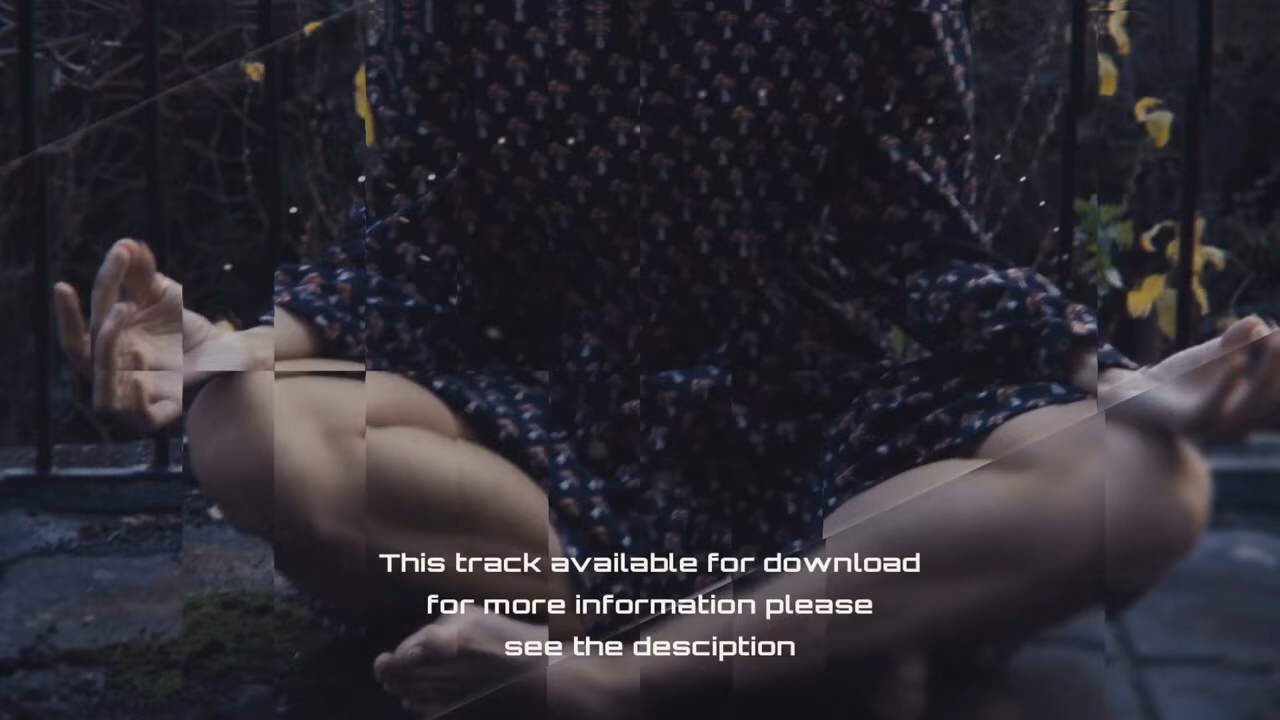 This track available for download
for more information please
see the desciption